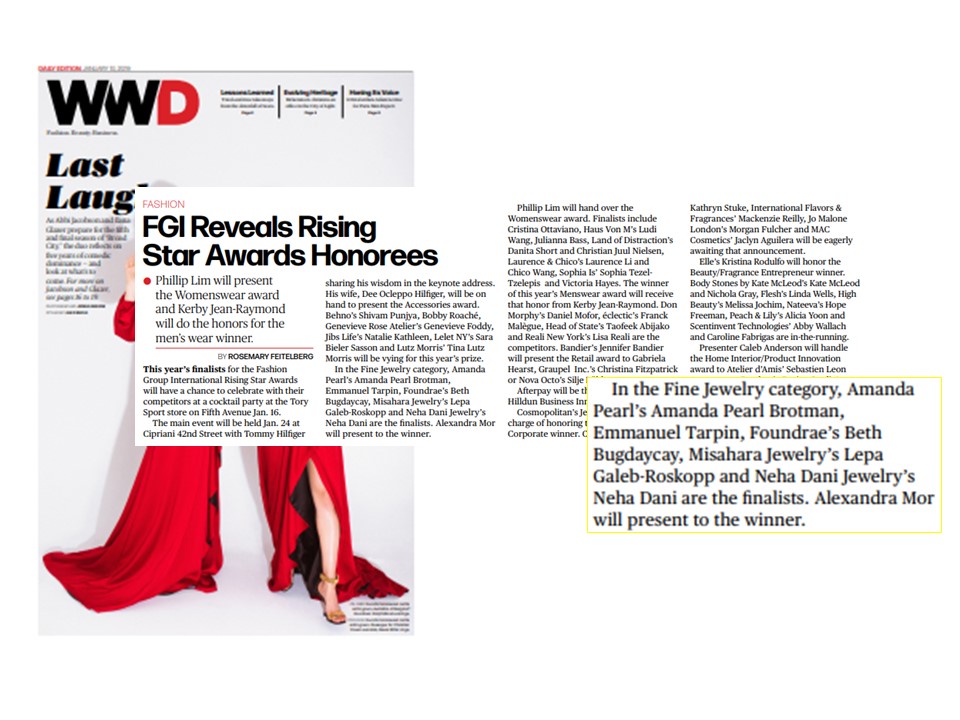 DAILY EDITION JANUARY 10, 2019
WWD
Fashion. Beauty. Business.
Lessons Learned
Evolving Heritage
Honing Its Voice
Last
Laug
As Abbi Jacobson and Ilana
Glazer prepare for the fifth
and final season of "Broad
City," the duo reflects on
five years of comedic
dominance — and
look at what's to
come. For more on
Jacobson and Glazer,
see pages 16 to 19.
FASHION
FGI Reveals Rising
Star Awards Honorees
● Phillip Lim will present
the Womenswear award
and Kerby Jean-Raymond
will do the honors for the
men's wear winner.
BY ROSEMARY FEITELBERG
This year's finalists for the Fashion
Group International Rising Star Awards
will have a chance to celebrate with their
competitors at a cocktail party at the Tory
Sport store on Fifth Avenue Jan. 16.
The main event will be held Jan. 24 at
Cipriani 42nd Street with Tommy Hilfiger
sharing his wisdom in the keynote address.
His wife, Dee Ocleppo Hilfiger, will be on
hand to present the Accessories award.
Behno's Shivam Punjya, Bobby Roaché,
Genevieve Rose Atelier's Genevieve Foddy,
Jibs Life's Natalie Kathleen, Lelet NY's Sara
Bieler Sasson and Lutz Morris' Tina Lutz
Morris will be vying for this year's prize.
In the Fine Jewelry category, Amanda
Pearl's Amanda Pearl Brotman,
Emmanuel Tarpin, Foundrae's Beth
Bugdaycay, Misahara Jewelry's Lepa
Galeb-Roskopp and Neha Dani Jewelry's
Neha Dani are the finalists. Alexandra Mor
will present to the winner.
Phillip Lim will hand over the
Womenswear award. Finalists include
Cristina Ottaviano, Haus Von M's Ludi
Wang, Julianna Bass, Land of Distraction's
Danita Short and Christian Juul Nielsen,
Laurence & Chico's Laurence Li and
Chico Wang, Sophia Is' Sophia Tezel-
Tzelepis and Victoria Hayes. The winner
of this year's Menswear award will receive
that honor from Kerby Jean-Raymond. Don
Morphy's Daniel Mofor, éclectic's Franck
Malègue, Head of State's Taofeek Abijako
and Reali New York's Lisa Reali are the
competitors. Bandier's Jennifer Bandier
will present the Retail award to Gabriela
Hearst, Graupel Inc.'s Christina Fitzpatrick
or Nova Octo's Silje
Afterpay will be th
Hilldun Business Inn
Cosmopolitan's Je
charge of honoring t
Corporate winner. C
Kathryn Stuke, International Flavors &
Fragrances' Mackenzie Reilly, Jo Malone
London's Morgan Fulcher and MAC
Cosmetics' Jaclyn Aguilera will be eagerly
awaiting that announcement.
Elle's Kristina Rodulfo will honor the
Beauty/Fragrance Entrepreneur winner.
Body Stones by Kate McLeod's Kate McLeod
and Nichola Gray, Flesh's Linda Wells, High
Beauty's Melissa Jochim, Nateeva's Hope
Freeman, Peach & Lily's Alicia Yoon and
Scentinvent Technologies' Abby Wallach
and Caroline Fabrigas are in-the-running.
Presenter Caleb Anderson will handle
the Home Interior/Product Innovation
award to Atelier d'Amis' Sebastien Leon
In the Fine Jewelry category, Amanda
Pearl's Amanda Pearl Brotman,
Emmanuel Tarpin, Foundrae's Beth
Bugdaycay, Misahara Jewelry's Lepa
Galeb-Roskopp and Neha Dani Jewelry's
Neha Dani are the finalists. Alexandra Mor
will present to the winner.